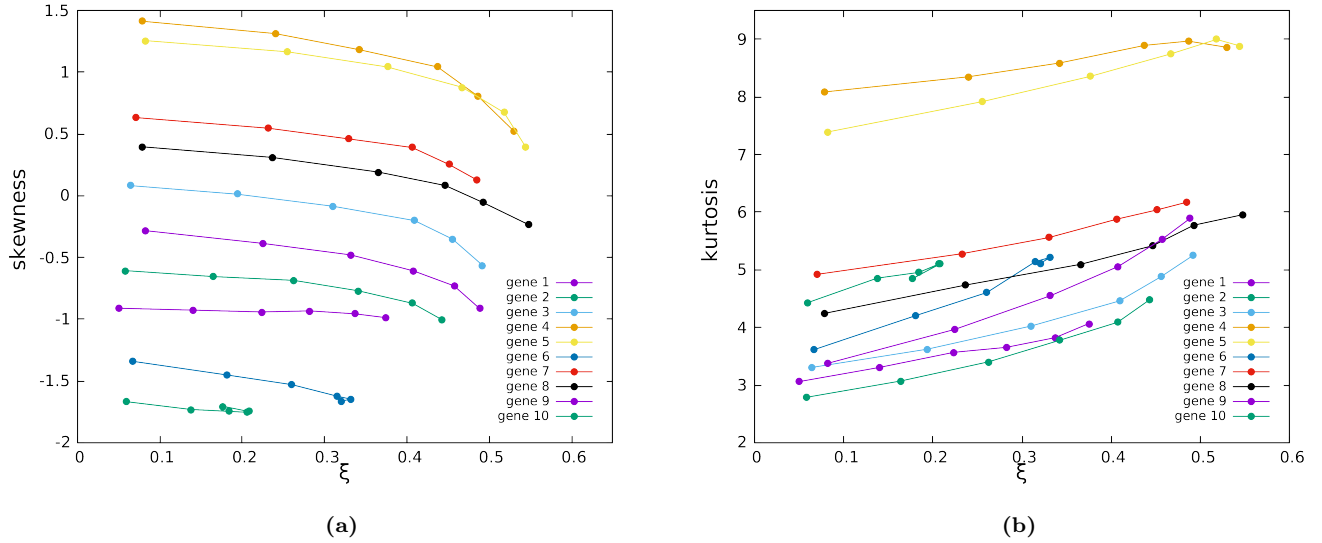 1.5
1
0.5
0
-0.5
-1
-1.5
-2
skewness
0
0.1
0.2
0.3
0.4
0.5
0.6
ξ
gene 1
gene 2
gene 3
gene 4
gene 5
gene 6
gene 7
gene 8
gene 9
gene 10
(a)
9
8
7
6
5
4
3
2
kurtosis
0
0.1
0.2
0.3
0.4
0.5
0.6
ξ
gene 1
gene 2
gene 3
gene 4
gene 5
gene 6
gene 7
gene 8
gene 9
gene 10
(b)